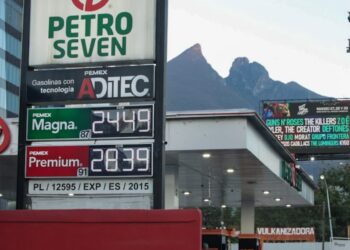 PETRO
SEVEN
Gasolinas con
tecnología
PEMEX
ADITEC
PEMEX
Magna
87
24.49
PEMEX
Premium
91
28.39
PL / 12595 / EXP / ES / 2015
GUNS N' ROSES THE KILLERS
TYLER, THE CREATOR DEFTONES
VULKANIZADORA